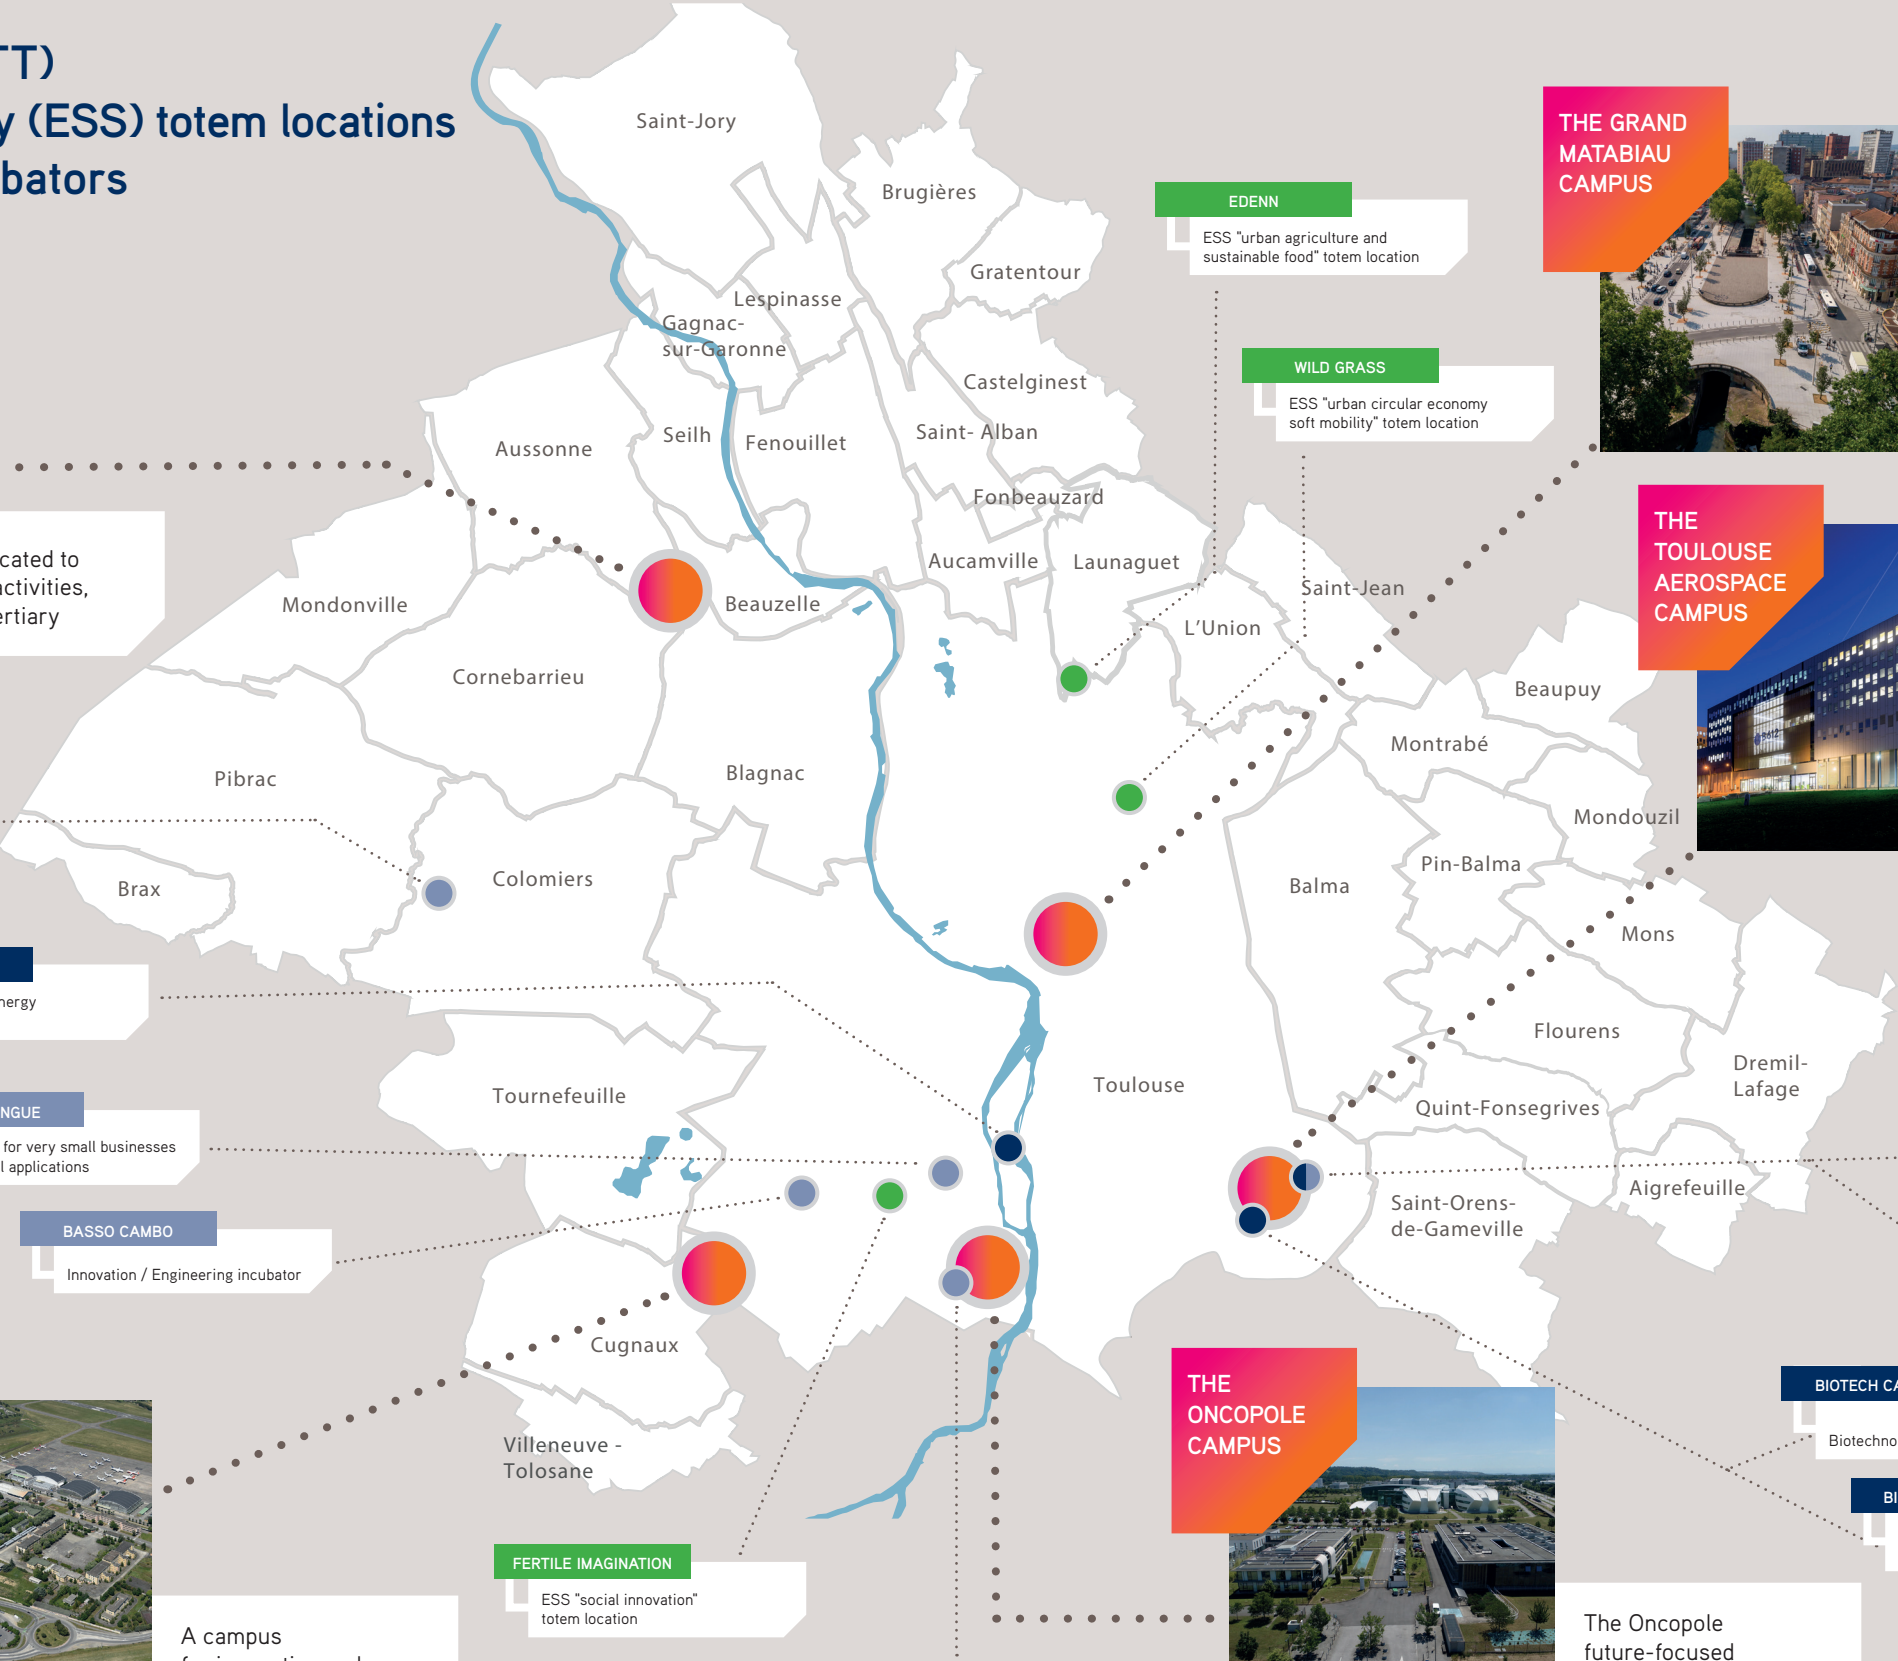 TT)
y (ESS) totem locations
bators
Saint-Jory
Brugières
Gratentour
Lespinasse
Gagnac-
sur-Garonne
Castelginest
Saint- Alban
Aussonne
Seilh
Fenouillet
Fonbeauzard
Aucamville
Launaguet
Saint-Jean
L'Union
Mondonville
Beauzelle
Cornebarrieu
Beaupuy
Montrabé
Pibrac
Blagnac
Mondouzil
Pin-Balma
Balma
Brax
Colomiers
Mons
Flourens
Dremil-
Lafage
Toulouse
Tournefeuille
Quint-Fonsegrives
Aigrefeuille
Saint-Orens-
de-Gameville
Cugnaux
Villeneuve -
Tolosane
EDENN
ESS "urban agriculture and
sustainable food" totem location
WILD GRASS
ESS "urban circular economy
soft mobility" totem location
THE GRAND
MATABIAU
CAMPUS
THE
TOULOUSE
AEROSPACE
CAMPUS
cated to
activities,
ertiary
nergy
NGUE
for very small businesses
l applications
BASSO CAMBO
Innovation / Engineering incubator
FERTILE IMAGINATION
ESS "social innovation"
totem location
THE
ONCOPOLE
CAMPUS
BIOTECH CA
Biotechno
BI
A campus
The Oncopole
future-focused